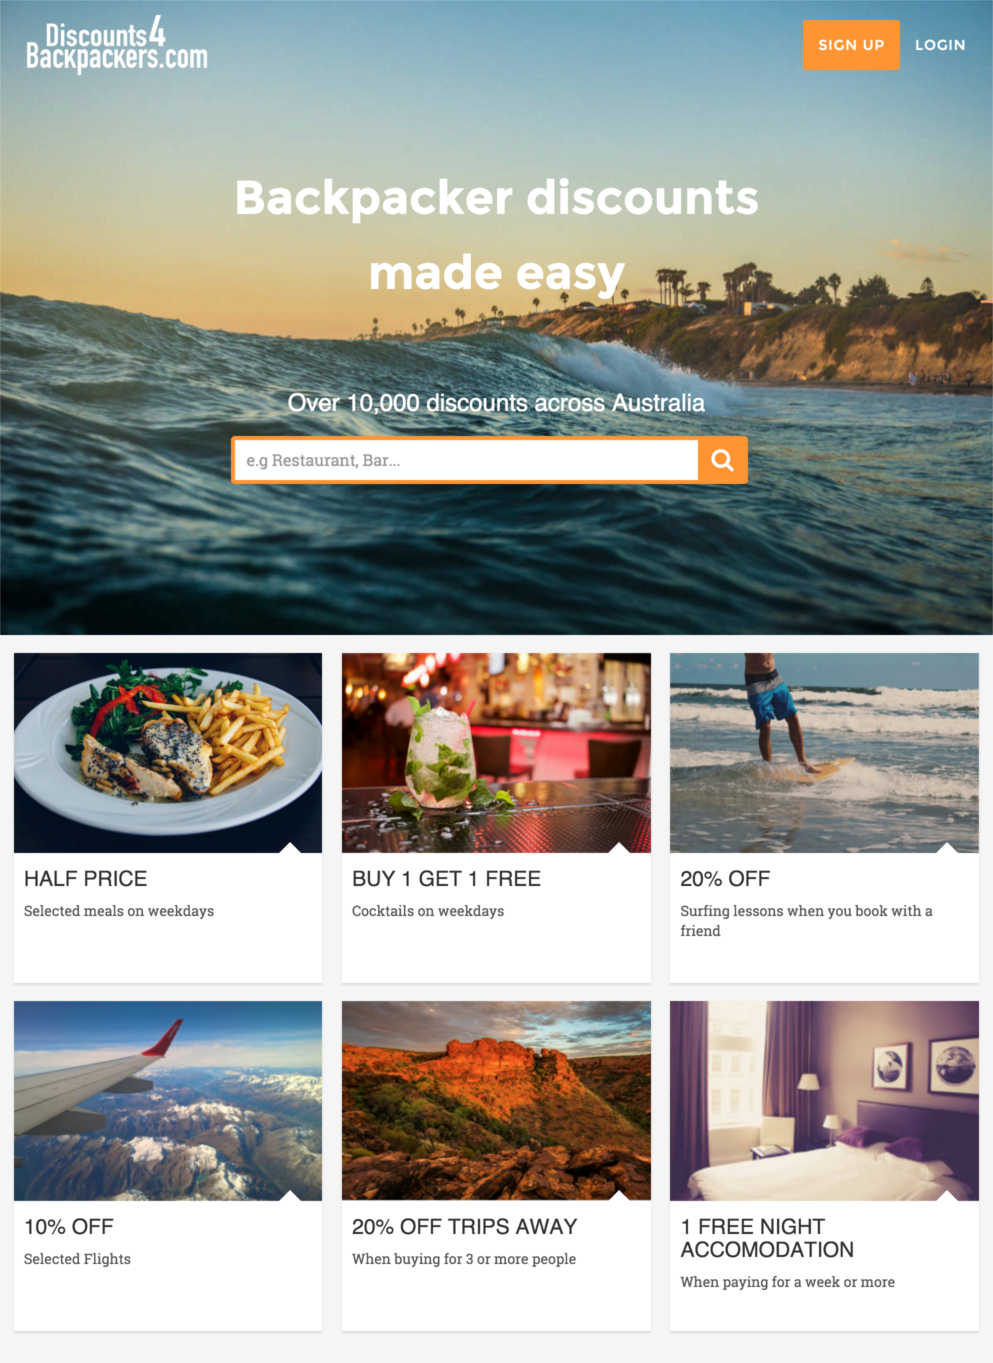 Discounts4
Backpackers.com
SIGN UP
LOGIN
Backpacker discounts
made easy
Over 10,000 discounts across Australia
e.g Restaurant, Bar...
HALF PRICE
Selected meals on weekdays
BUY 1 GET 1 FREE
Cocktails on weekdays
20% OFF
Surfing lessons when you book with a
friend
10% OFF
Selected Flights
20% OFF TRIPS AWAY
When buying for 3 or more people
1 FREE NIGHT
ACCOMODATION
When paying for a week or more